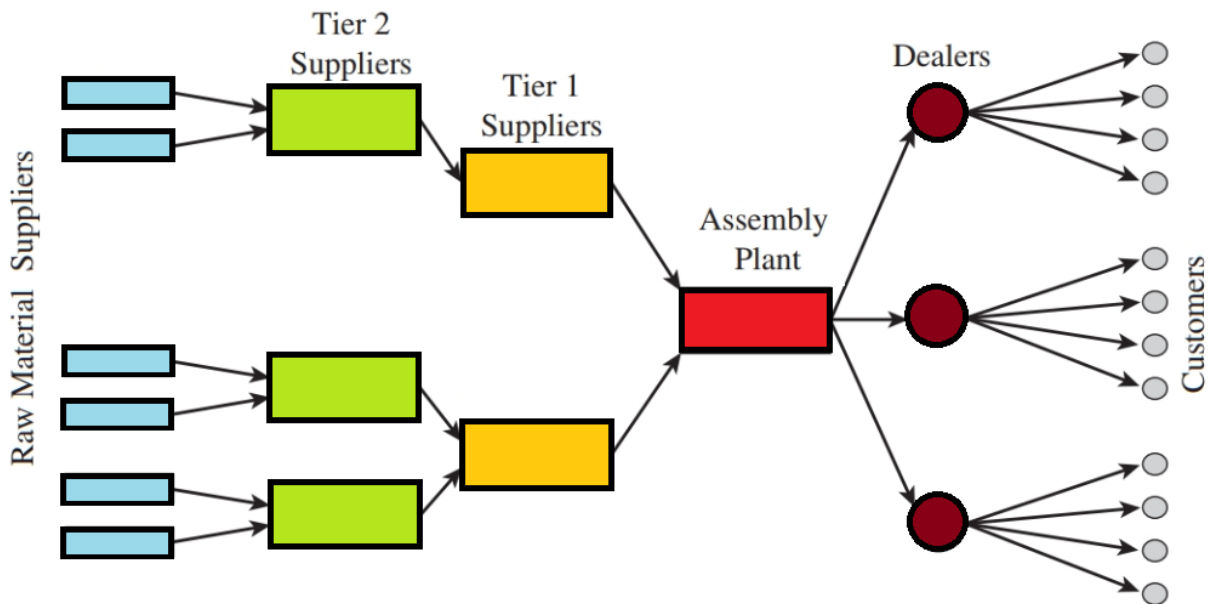 Tier 2
Suppliers
Tier 1
Suppliers
Dealers
Assembly
Plant
Raw Material Suppliers
Customers